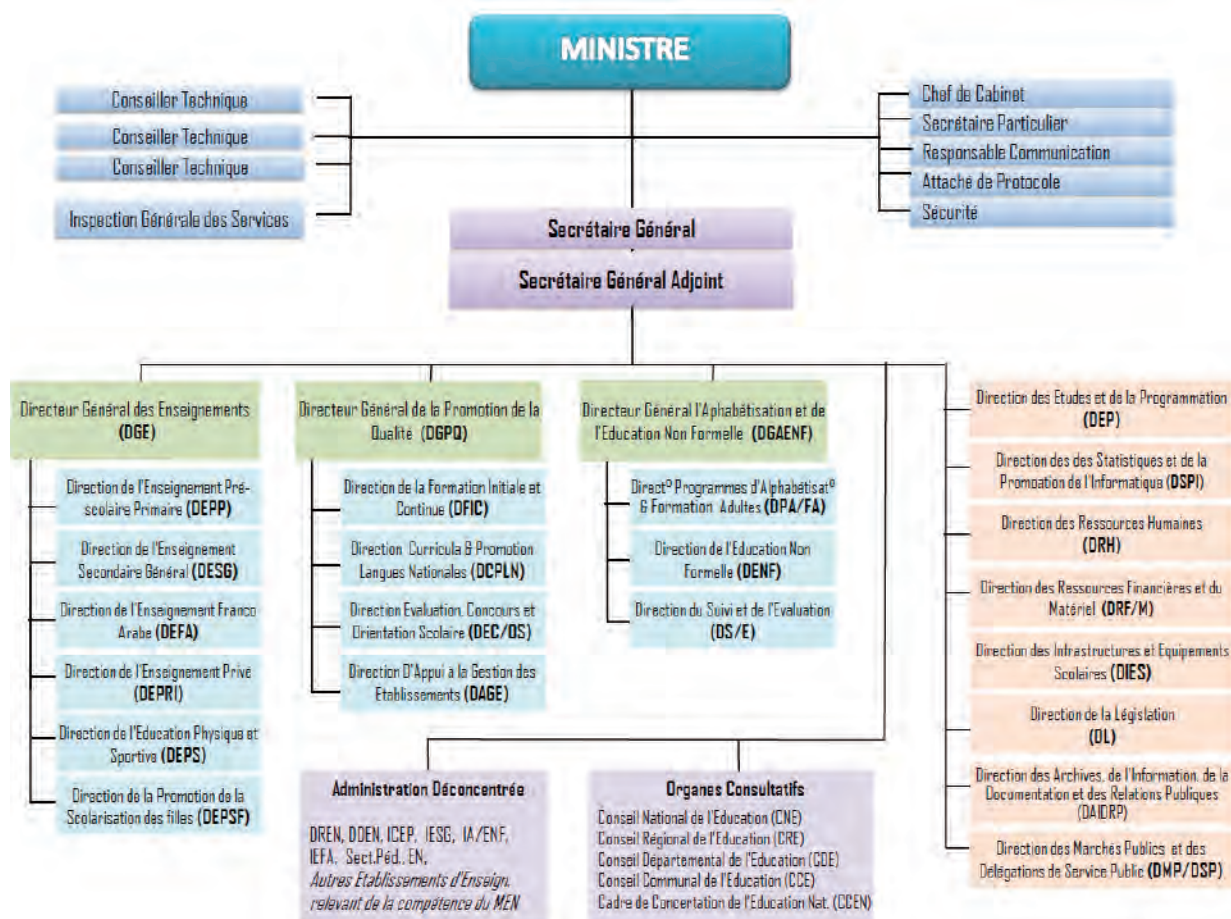 MINISTRE
Conseiller Technique
Conseiller Technique
Conseiller Technique
Inspection Générale des Services
Chef de Cabinet
Secrétaire Particulier
Responsable Communication
Attaché de Protocole
Sécurité
Secrétaire Général
Secrétaire Général Adjoint
Directeur Général des Enseignements
(DGE)
Direction de l'Enseignement Pré-
scolaire Primaire (DEPP)
Direction de l'Enseignement
Secondaire Général (DESG)
Direction de l'Enseignement Franco
Arabe (DEFA)
Direction de l'Enseignement Privé
(DEPRI)
Direction de l'Education Physique et
Sportive (DEPS)
Direction de la Promotion de la
Scolarisation des filles (DEPSF)
Directeur Général de la Promotion de la
Qualité (DGPQ)
Direction de la Formation Initiale et
Continue (DFIC)
Direction Curricula & Promotion
Langues Nationales (DCPLN)
Direction Evaluation, Concours et
Orientation Scolaire (DEC/OS)
Direction D'Appui à la Gestion des
Etablissements (DAGE)
Directeur Général l'Aphabétisation et de
l'Education Non Formelle (DGAENF)
Direct° Programmes d'Alphabétisat°
& Formation Adultes (DPA/FA)
Direction de l'Education Non
Formelle (DENF)
Direction du Suivi et de l'Evaluation
(DS/E)
Direction des Etudes et de la Programmation
(DEP)
Direction des des Statistiques et de la
Promoation de l'Informatique (DSPI)
Direction des Ressources Humaines
(DRH)
Direction des Ressources Financières et du
Matériel (DRF/M)
Direction des Infrastructures et Equipements
Scolaires (DIES)
Direction de la Législation
(DL)
Direction des Archives, de l'Information, de la
Documentation et des Relations Publiques
(DAIDRP)
Direction des Marchés Publics et des
Délégations de Service Public (DMP/DSP)
Administration Déconcentrée
DREN, DDEN, ICEP, IESG, IA/ENF,
IEFA, Sect.Péd., EN,
Autres Etablissements d'Enseign.
relevant de la compétence du MEN
Organes Consultatifs
Conseil National de l'Education (CNE)
Conseil Régional de l'Education (CRE)
Conseil Départemental de l'Education (CDE)
Conseil Communal de l'Education (CCE)
Cadre de Concertation de l'Education Nat. (CCEN)